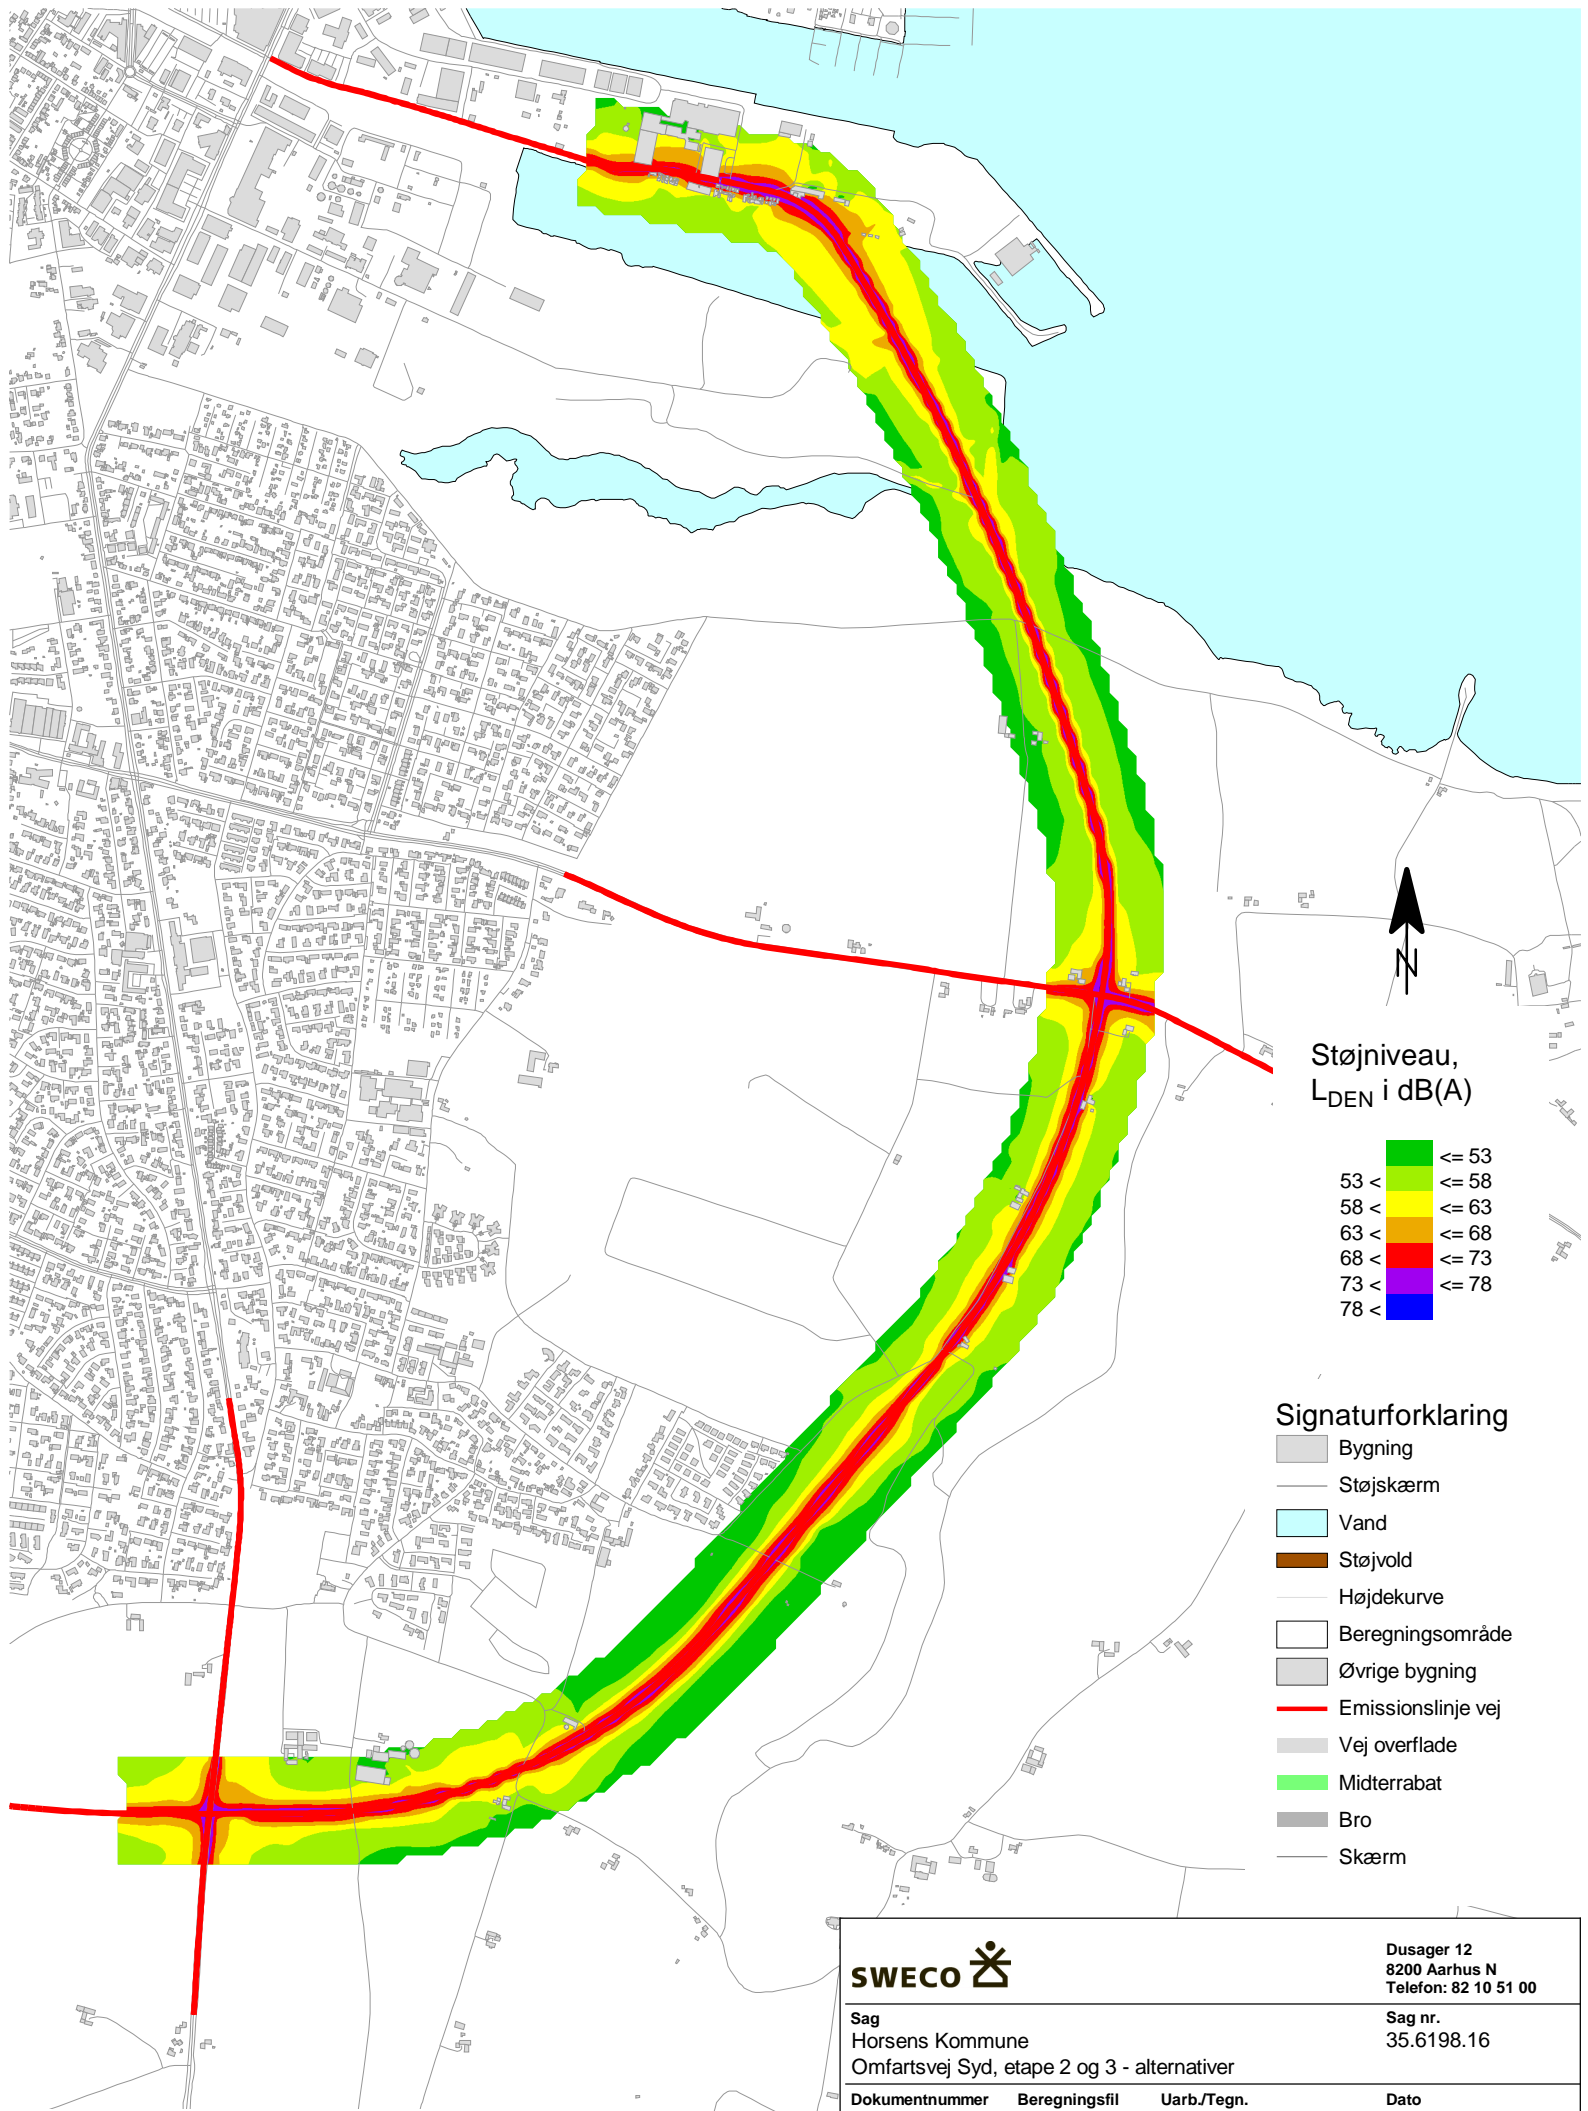 N
Støjniveau,
LDEN i dB(A)
<= 53
53 < <= 58
58 < <= 63
63 < <= 68
68 < <= 73
73 < <= 78
78 <
Signaturforklaring
Bygning
Støjskærm
Vand
Støjvold
Højdekurve
Beregningsområde
Øvrige bygning
Emissionslinje vej
Vej overflade
Midterrabat
Bro
Skærm
SWECO
Dusager 12
8200 Aarhus N
Telefon: 82 10 51 00
Sag
Sag nr.
Horsens Kommune
35.6198.16
Omfartsvej Syd, etape 2 og 3 - alternativer
Dokumentnummer Beregningsfil Uarb./Tegn. Dato